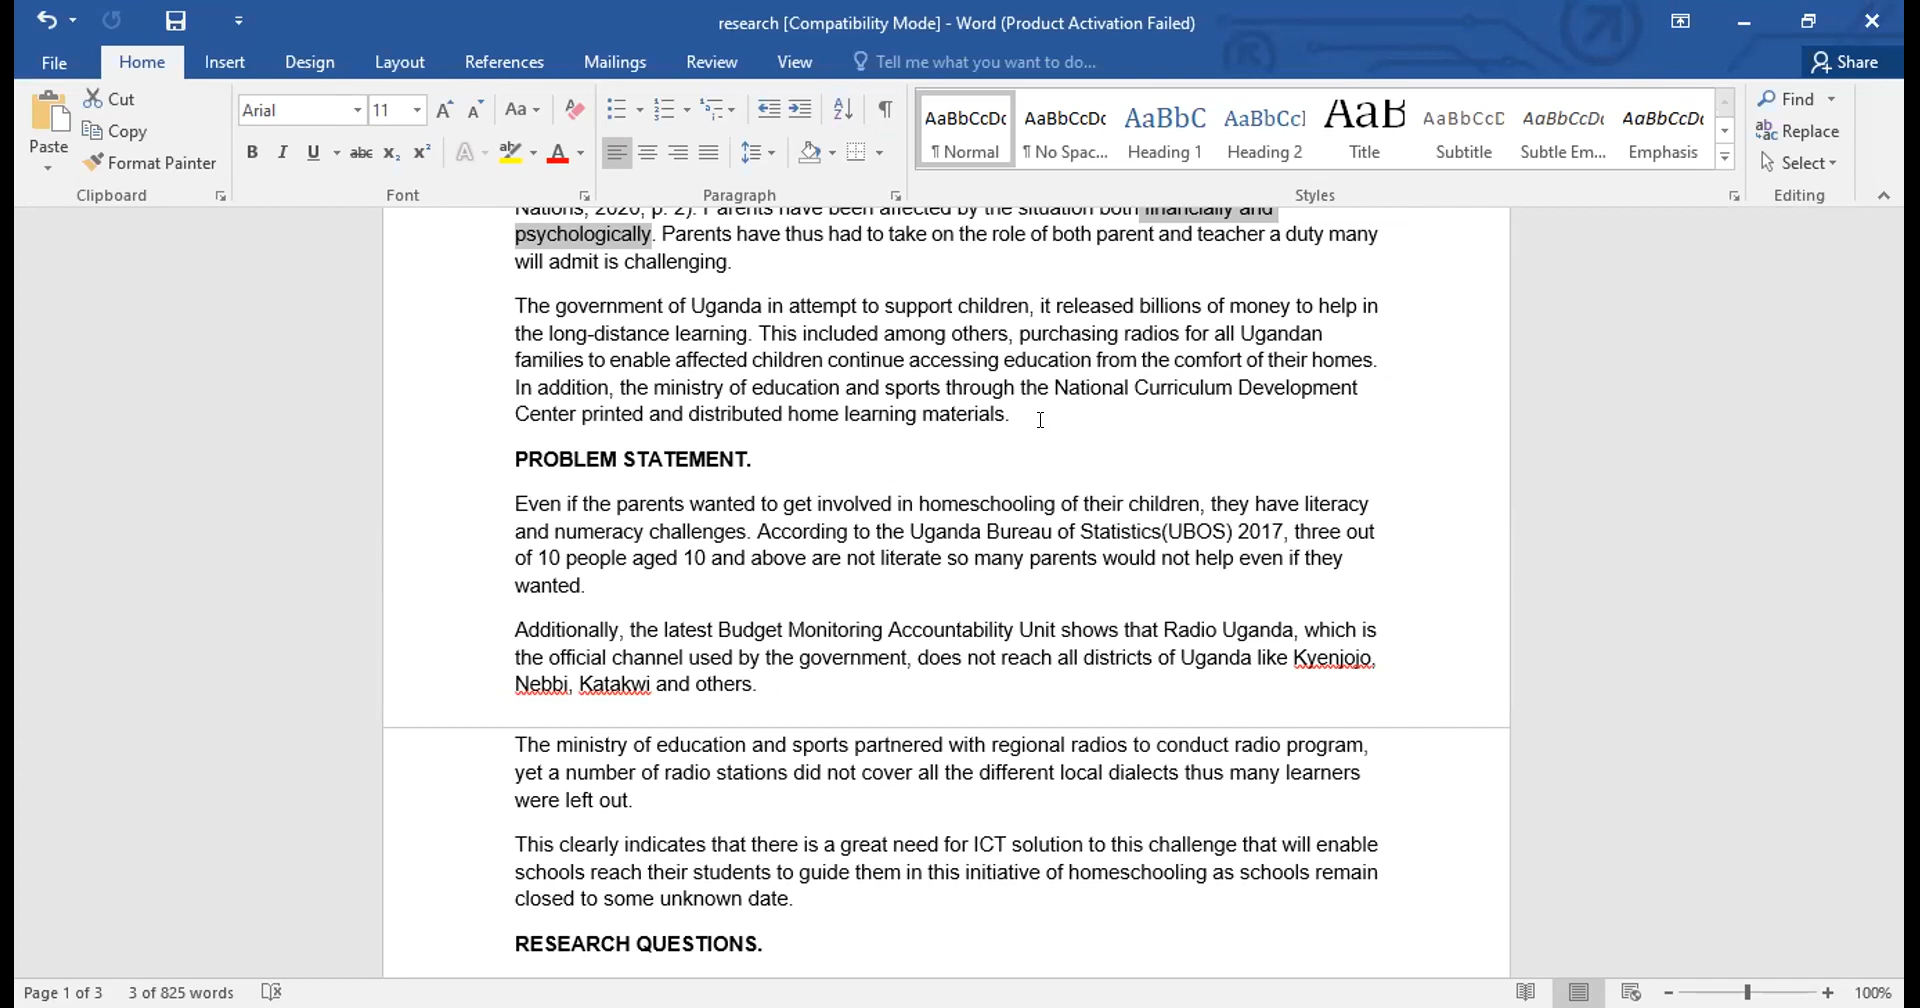 research [Compatibility Mode] - Word (Product Activation Failed)
File Home Insert Design Layout References Mailings Review View Tell me what you want to do... Share
Paste
Cut
Copy
Format Painter
Clipboard
Arial 11
Font
Paragraph
AaBbCcDc AaBbCcDc AaBbC AaBbCcI AaB AaBbCcD AaBbCcDc AaBbCcDc
¶ Normal ¶ No Spac... Heading 1 Heading 2 Title Subtitle Subtle Em... Emphasis
Styles
Find
Replace
Select
Editing
Nations, 2020, p. 2). Parents have been affected by the situation both financially and
psychologically. Parents have thus had to take on the role of both parent and teacher a duty many
will admit is challenging.
The government of Uganda in attempt to support children, it released billions of money to help in
the long-distance learning. This included among others, purchasing radios for all Ugandan
families to enable affected children continue accessing education from the comfort of their homes.
In addition, the ministry of education and sports through the National Curriculum Development
Center printed and distributed home learning materials.
PROBLEM STATEMENT.
Even if the parents wanted to get involved in homeschooling of their children, they have literacy
and numeracy challenges. According to the Uganda Bureau of Statistics(UBOS) 2017, three out
of 10 people aged 10 and above are not literate so many parents would not help even if they
wanted.
Additionally, the latest Budget Monitoring Accountability Unit shows that Radio Uganda, which is
the official channel used by the government, does not reach all districts of Uganda like Kyenjojo,
Nebbi, Katakwi and others.
The ministry of education and sports partnered with regional radios to conduct radio program,
yet a number of radio stations did not cover all the different local dialects thus many learners
were left out.
This clearly indicates that there is a great need for ICT solution to this challenge that will enable
schools reach their students to guide them in this initiative of homeschooling as schools remain
closed to some unknown date.
RESEARCH QUESTIONS.
Page 1 of 3 3 of 825 words 100%